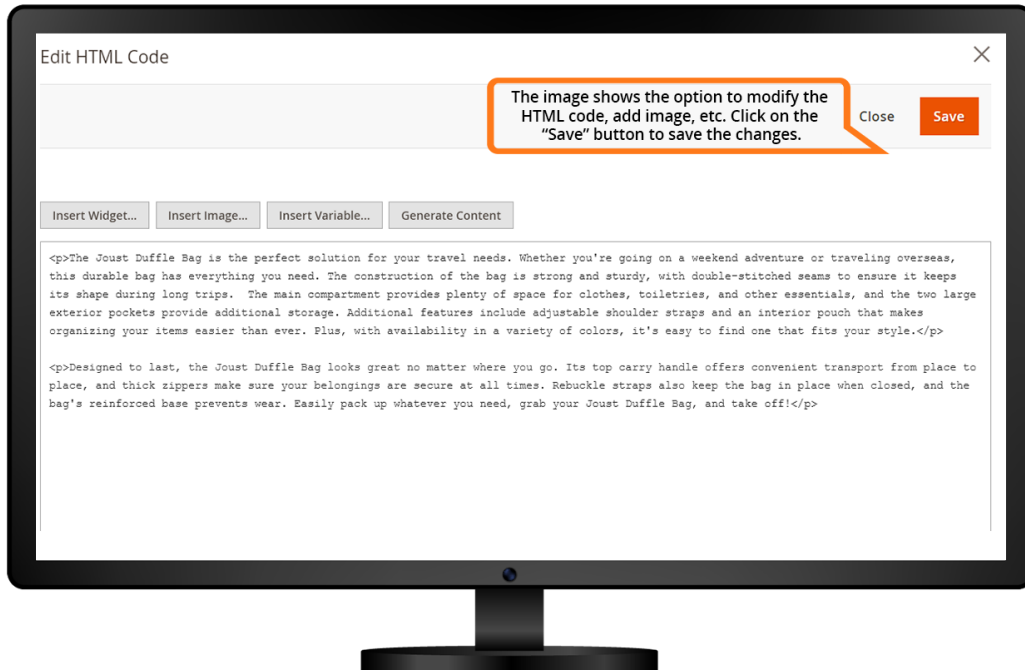 Edit HTML Code
The image shows the option to modify the
HTML code, add image, etc. Click on the
“Save” button to save the changes.
Close
Save
Insert Widget...
Insert Image...
Insert Variable...
Generate Content
<p>The Joust Duffle Bag is the perfect solution for your travel needs. Whether you're going on a weekend adventure or traveling overseas,
this durable bag has everything you need. The construction of the bag is strong and sturdy, with double-stitched seams to ensure it keeps
its shape during long trips.  The main compartment provides plenty of space for clothes, toiletries, and other essentials, and the two large
exterior pockets provide additional storage. Additional features include adjustable shoulder straps and an interior pouch that makes
organizing your items easier than ever. Plus, with availability in a variety of colors, it's easy to find one that fits your style.</p>
<p>Designed to last, the Joust Duffle Bag looks great no matter where you go. Its top carry handle offers convenient transport from place to
place, and thick zippers make sure your belongings are secure at all times. Rebuckle straps also keep the bag in place when closed, and the
bag's reinforced base prevents wear. Easily pack up whatever you need, grab your Joust Duffle Bag, and take off!</p>